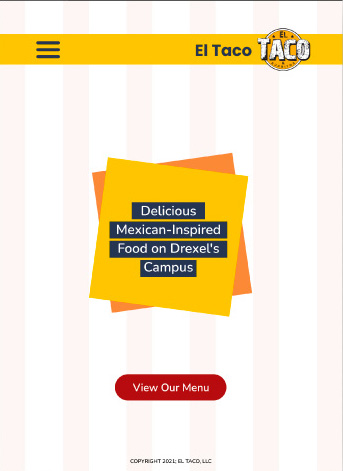 El Taco
EL
TACO
Delicious
Mexican-Inspired
Food on Drexel's
Campus
View Our Menu
COPYRIGHT 2021; EL TACO, LLC